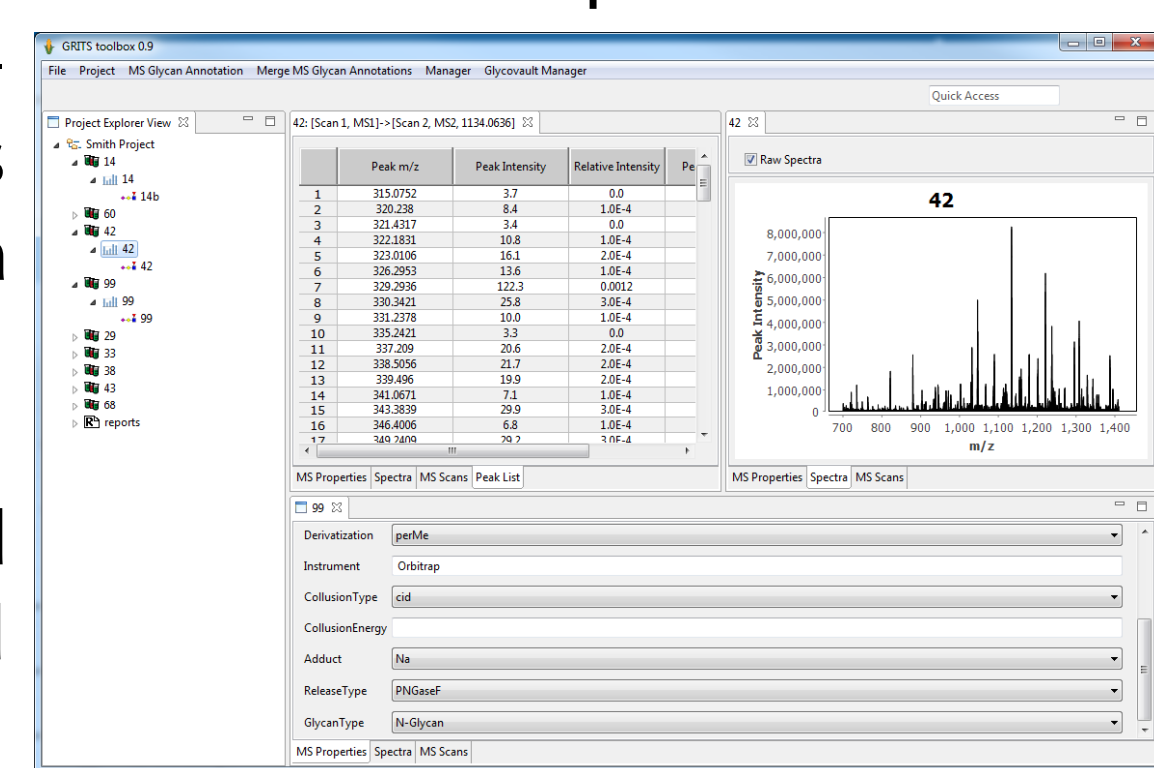 GRITS toolbox 0.9
File Project MS Glycan Annotation Merge MS Glycan Annotations Manager Glycovault Manager
Quick Access
Project Explorer View
Smith Project
14
14
14b
60
42
42
42
99
99
99
29
33
38
43
68
reports
42: [Scan 1, MS1]->[Scan 2, MS2, 1134.0636]
Peak m/z Peak Intensity Relative Intensity Pe
1 315.0752 3.7 0.0
2 320.238 8.4 1.0E-4
3 321.4317 3.4 0.0
4 322.1831 10.8 1.0E-4
5 323.0106 16.1 2.0E-4
6 326.2953 13.6 1.0E-4
7 329.2936 122.3 0.0012
8 330.3421 25.8 3.0E-4
9 331.2378 10.0 1.0E-4
10 335.2421 3.3 0.0
11 337.209 20.6 2.0E-4
12 338.5056 21.7 2.0E-4
13 339.496 19.9 2.0E-4
14 341.0671 7.1 1.0E-4
15 343.3839 29.9 3.0E-4
16 346.4006 6.8 1.0E-4
17 349.2409 29.2 3.0E-4
MS Properties Spectra MS Scans Peak List
42
Raw Spectra
42
Peak Intensity
8,000,000
7,000,000
6,000,000
5,000,000
4,000,000
3,000,000
2,000,000
1,000,000
0
700 800 900 1,000 1,100 1,200 1,300 1,400
m/z
MS Properties Spectra MS Scans
99
Derivatization perMe
Instrument Orbitrap
CollusionType cid
CollusionEnergy
Adduct Na
ReleaseType PNGaseF
GlycanType N-Glycan
MS Properties Spectra MS Scans